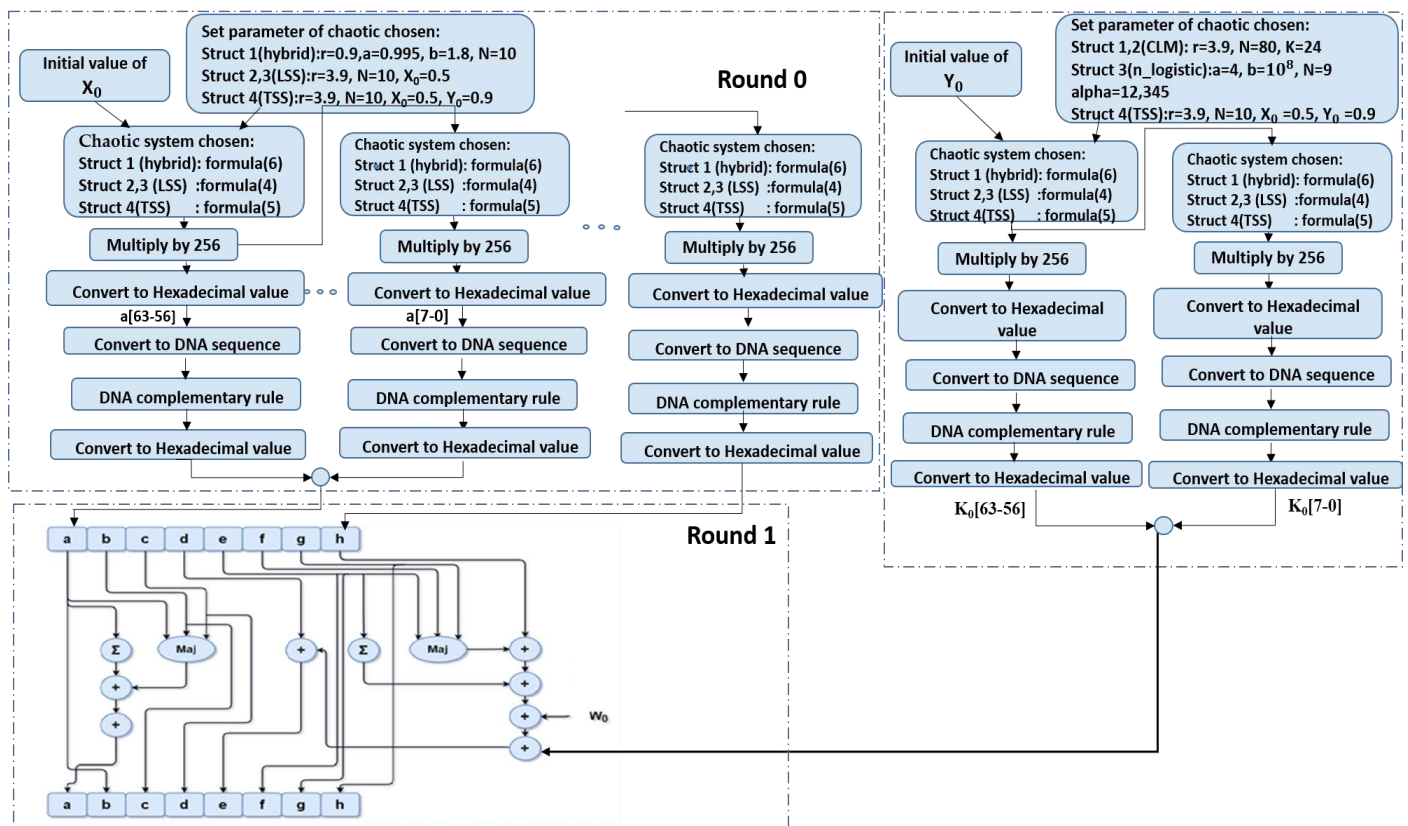 Initial value of
X₀
Set parameter of chaotic chosen:
Struct 1(hybrid):r=0.9,a=0.995, b=1.8, N=10
Struct 2,3(LSS):r=3.9, N=10, X₀=0.5
Struct 4(TSS):r=3.9, N=10, X₀=0.5, Y₀=0.9
Round 0
Chaotic system chosen:
Struct 1 (hybrid): formula(6)
Struct 2,3 (LSS) :formula(4)
Struct 4(TSS) : formula(5)
Multiply by 256
Convert to Hexadecimal value
a[63-56]
Convert to DNA sequence
DNA complementary rule
Convert to Hexadecimal value
Chaotic system chosen:
Struct 1 (hybrid): formula(6)
Struct 2,3 (LSS) :formula(4)
Struct 4(TSS) : formula(5)
Multiply by 256
Convert to Hexadecimal value
a[7-0]
Convert to DNA sequence
DNA complementary rule
Convert to Hexadecimal value
Chaotic system chosen:
Struct 1 (hybrid): formula(6)
Struct 2,3 (LSS) :formula(4)
Struct 4(TSS) : formula(5)
Multiply by 256
Convert to Hexadecimal value
Convert to DNA sequence
DNA complementary rule
Convert to Hexadecimal value
Initial value of
Y₀
Set parameter of chaotic chosen:
Struct 1,2(CLM): r=3.9, N=80, K=24
Struct 3(n_logistic):a=4, b=10⁸, N=9
alpha=12,345
Struct 4(TSS):r=3.9, N=10, X₀ =0.5, Y₀ =0.9
Chaotic system chosen:
Struct 1 (hybrid): formula(6)
Struct 2,3 (LSS) :formula(4)
Struct 4(TSS) : formula(5)
Multiply by 256
Convert to Hexadecimal
value
Convert to DNA sequence
DNA complementary rule
Convert to Hexadecimal value
K₀[63-56]
Chaotic system chosen:
Struct 1 (hybrid): formula(6)
Struct 2,3 (LSS) :formula(4)
Struct 4(TSS) : formula(5)
Multiply by 256
Convert to Hexadecimal
value
Convert to DNA sequence
DNA complementary rule
Convert to Hexadecimal value
K₀[7-0]
Round 1
a b c d e f g h
Σ Maj + Σ Maj +
+ +
+ + W₀
+
a b c d e f g h